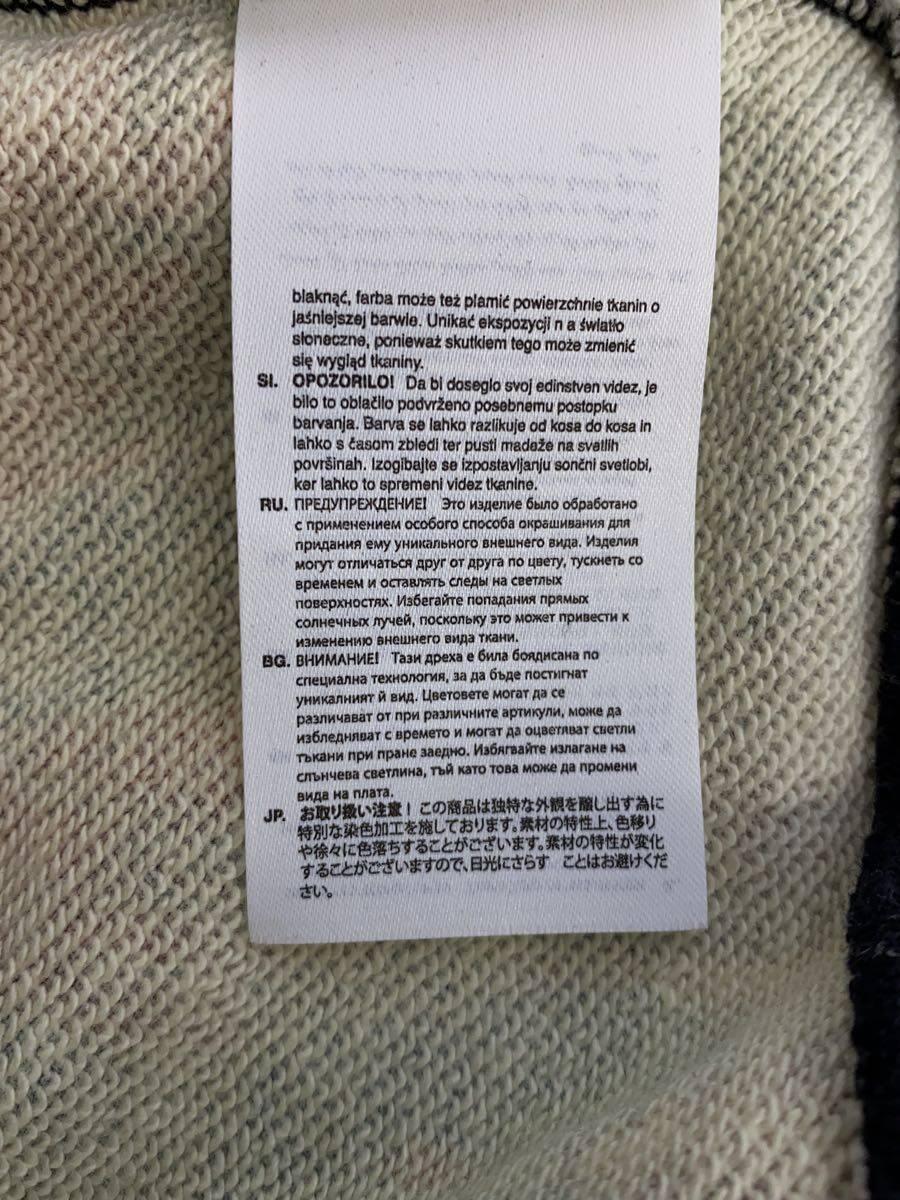 blaknąć, farba może też plamić powierzchnie tkanin o
jaśniejszej barwie. Unikać ekspozycji n a światło
słoneczne, ponieważ skutkiem tego może zmienić
się wygląd tkaniny.
SI. OPOZORILO! Da bi doseglo svoj edinstven videz, je
bilo to oblačilo podvrženo posebnemu postopku
barvanja. Barva se lahko razlikuje od kosa do kosa in
lahko s časom zbledi ter pusti madeže na svetlih
površinah. Izogibajte se izpostavljanju sončni svetlobi,
ker lahko to spremeni videz tkanine.
RU. ПРЕДУПРЕЖДЕНИЕ! Это изделие было обработано
с применением особого способа окрашивания для
придания ему уникального внешнего вида. Изделия
могут отличаться друг от друга по цвету, тускнеть со
временем и оставлять следы на светлых
поверхностях. Избегайте попадания прямых
солнечных лучей, поскольку это может привести к
изменению внешнего вида ткани.
BG. ВНИМАНИЕ! Тази дреха е била боядисана по
специална технология, за да бъде постигнат
уникалният й вид. Цветовете могат да се
различават от при различните артикули, може да
избледняват с времето и могат да оцветяват светли
тъкани при пране заедно. Избягвайте излагане на
слънчева светлина, тъй като това може да промени
вида на плата.
JP. お取り扱い注意！この商品は独特な外観を醸し出す為に
特別な染色加工を施しております。素材の特性上、色移り
や徐々に色落ちすることがございます。素材の特性が変化
することがございますので、日光にさらす ことはお避けくだ
さい。